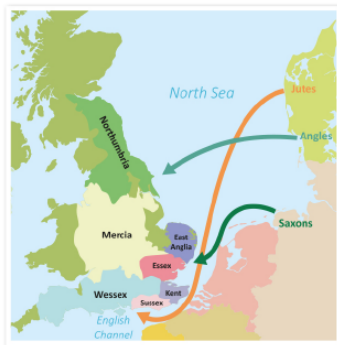 North Sea
Jutes
Angles
Northumbria
Saxons
Mercia
East
Anglia
Essex
Wessex
Kent
Sussex
English
Channel